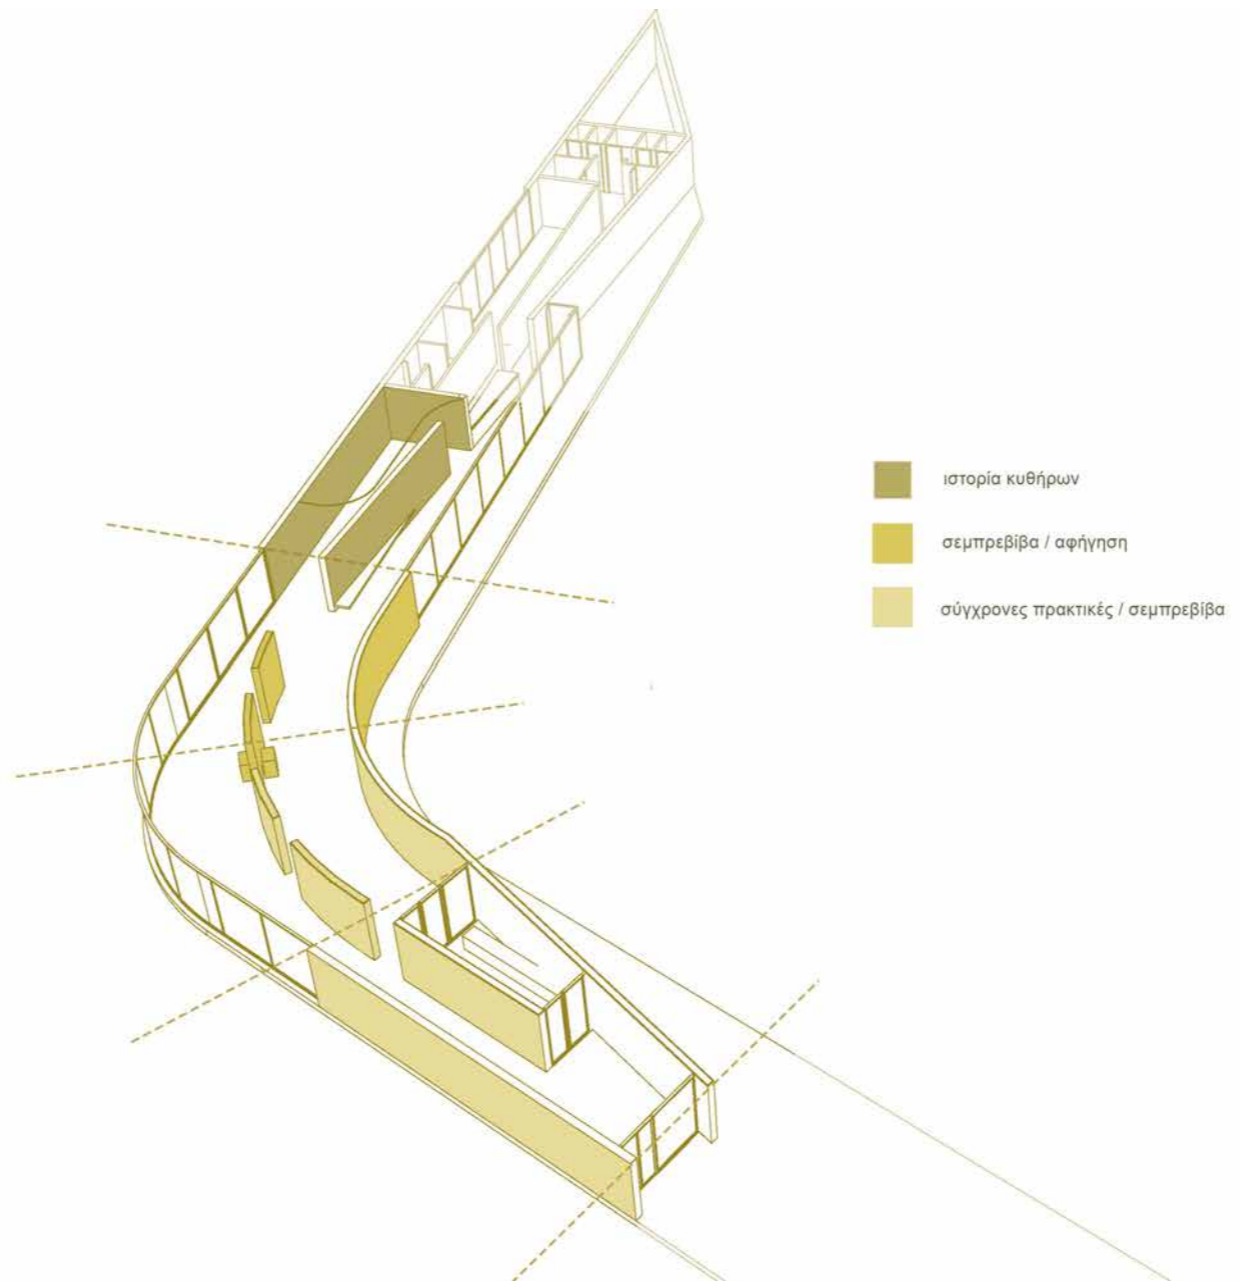 ιστορία κυθήρων
σεμπρεβίβα / αφήγηση
σύγχρονες πρακτικές / σεμπρεβίβα